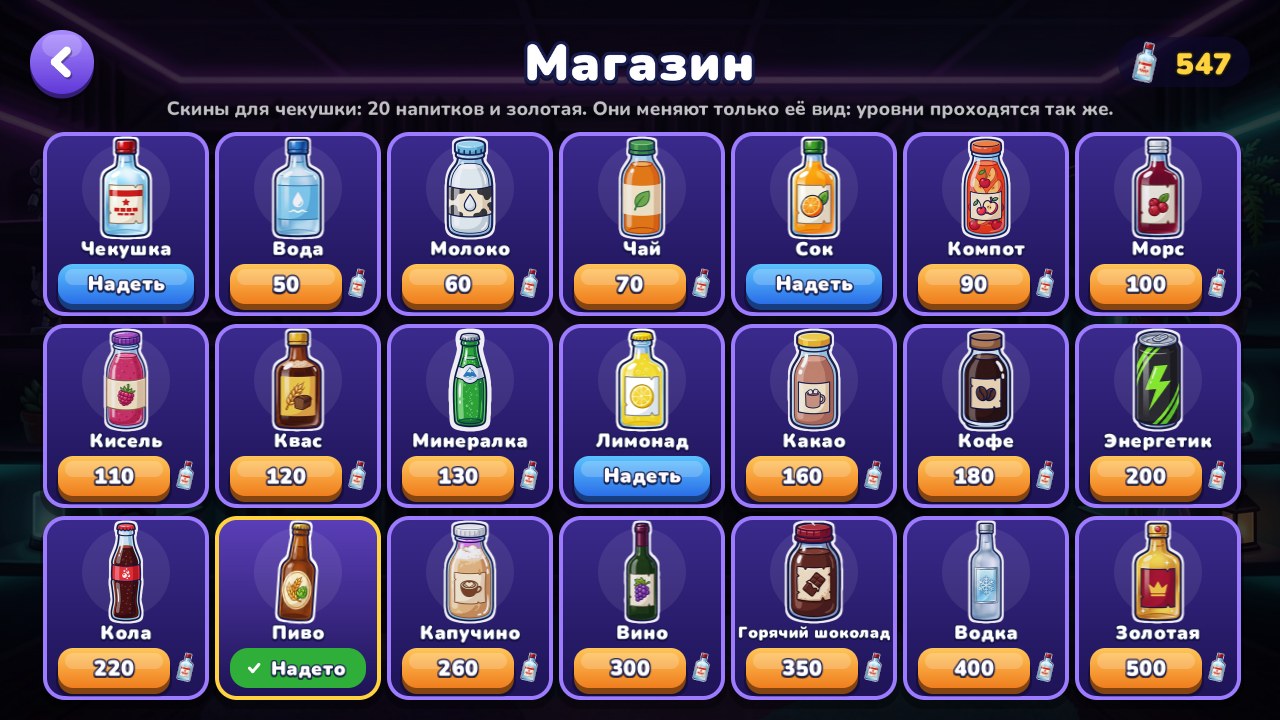 Магазин
547
Скины для чекушки: 20 напитков и золотая. Они меняют только её вид: уровни проходятся так же.
Чекушка Вода Молоко Чай Сок Компот Морс
Надеть 50 60 70 Надеть 90 100
Кисель Квас Минералка Лимонад Какао Кофе Энергетик
110 120 130 Надеть 160 180 200
Кола Пиво Капучино Вино Горячий шоколад Водка Золотая
220 Надето 260 300 350 400 500